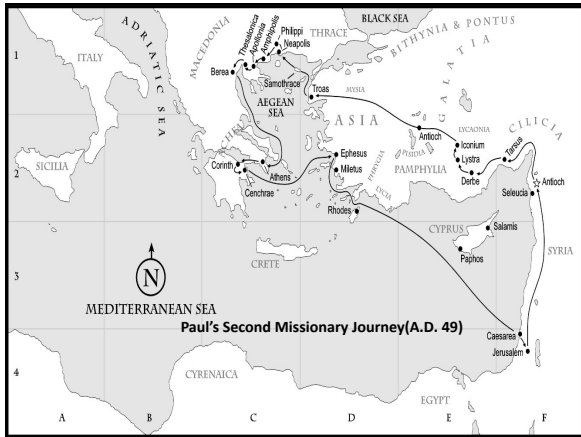 BLACK SEA
THRACE
BITHYNIA & PONTUS
Philippi
Neapolis
Amphipolis
Apollonia
Thesalonica
MACEDONIA
ADRIATIC SEA
ITALY
1
Berea
Samothrace
Troas
MYSIA
GALATIA
AEGEAN
SEA
ASIA
Antioch
LYCAONIA
Iconium
CILICIA
Tarsus
PISIDIA
Lystra
Ephesus
Miletus
PHRYGIA
SICILIA
2
Corinth
Athens
Cenchrae
PAMPHYLIA
Derbe
Antioch
Seleucia
LYCIA
Rhodes
CYPRUS
Salamis
Paphos
SYRIA
CRETE
3
N
MEDITERRANEAN SEA
Paul's Second Missionary Journey(A.D. 49)
Caesarea
Jerusalem
4
CYRENAICA
EGYPT
A B C D E F